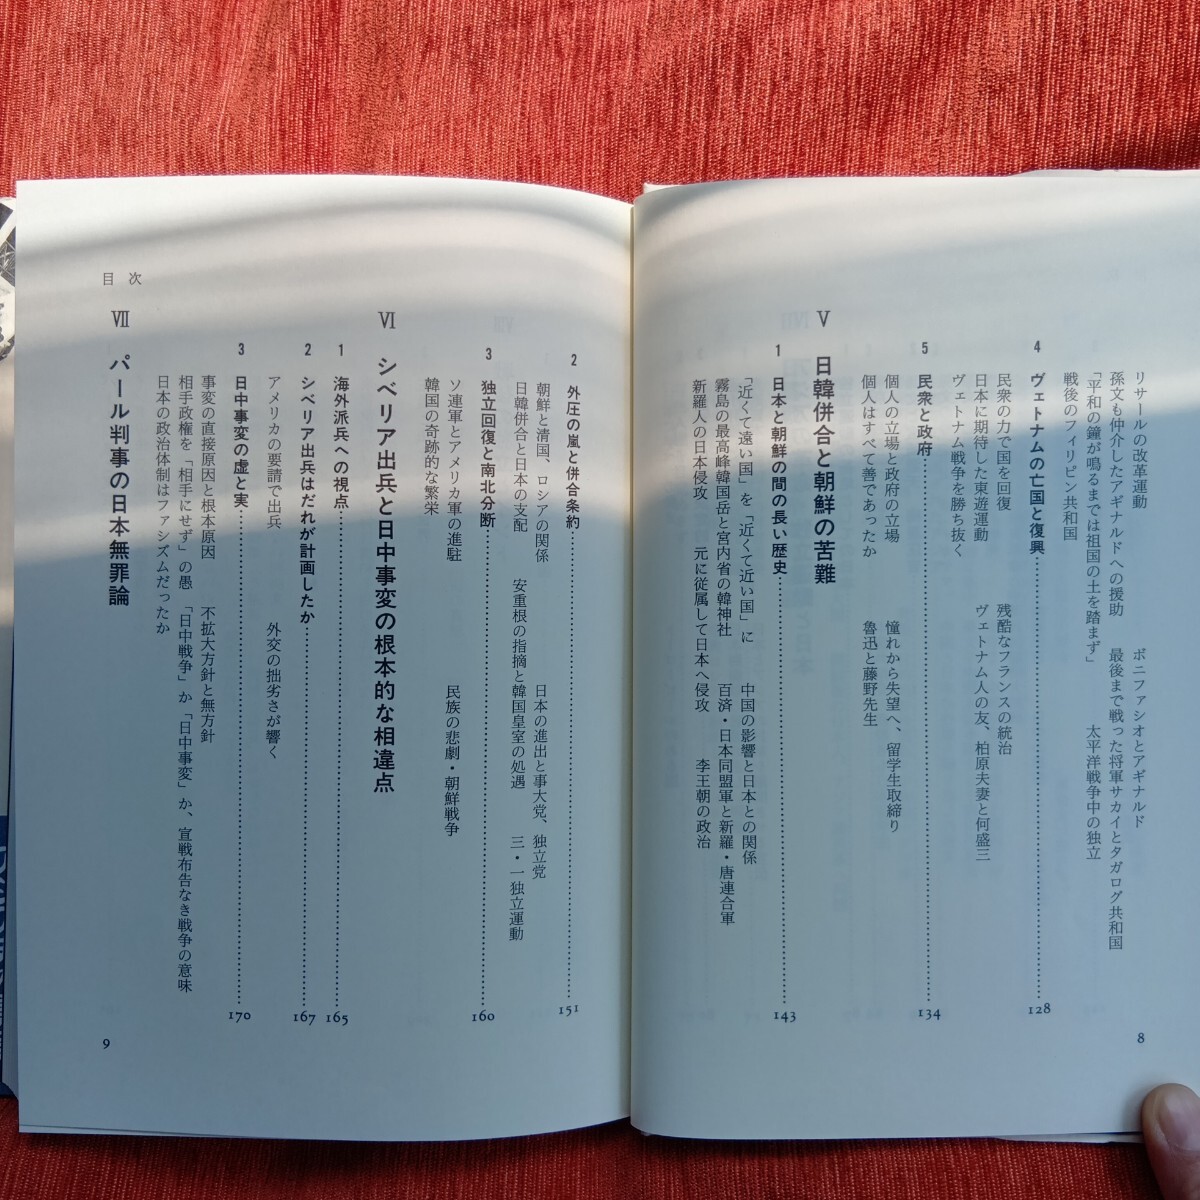 リサールの改革運動　ボニファシオとアギナルド
孫文も仲介したアギナルドへの援助　最後まで戦った将軍サカイとタガログ共和国
「平和の鐘が鳴るまでは祖国の土を踏まず」　太平洋戦争中の独立
戦後のフィリピン共和国
4　ヴェトナムの亡国と復興 128
民衆の力で国を回復　残酷なフランスの統治
日本に期待した東遊運動　ヴェトナム人の友、柏原夫妻と何盛三
ヴェトナム戦争を勝ち抜く
5　民衆と政府 134
個人の立場と政府の立場　憧れから失望へ、留学生取締り
個人はすべて善であったか　魯迅と藤野先生
V　日韓併合と朝鮮の苦難
1　日本と朝鮮の間の長い歴史 143
「近くて遠い国」を「近くて近い国」に　中国の影響と日本との関係
霧島の最高峰韓国岳と宮内省の韓神社　百済・日本同盟軍と新羅・唐連合軍
新羅人の日本侵攻　元に従属して日本へ侵攻　李王朝の政治
8
2　外圧の嵐と併合条約 151
朝鮮と清国、ロシアの関係　日本の進出と事大党、独立党
日韓併合と日本の支配　安重根の指摘と韓国皇室の処遇　三・一独立運動
3　独立回復と南北分断 160
ソ連軍とアメリカ軍の進駐　民族の悲劇・朝鮮戦争
韓国の奇跡的な繁栄
VI　シベリア出兵と日中事変の根本的な相違点
1　海外派兵への視点 165
2　シベリア出兵はだれが計画したか 167
アメリカの要請で出兵　外交の拙劣さが響く
3　日中事変の虚と実 170
事変の直接原因と根本原因　不拡大方針と無方針
相手政権を「相手にせず」の愚　「日中戦争」か「日中事変」か、宣戦布告なき戦争の意味
日本の政治体制はファシズムだったか
VII　パール判事の日本無罪論
目次
9